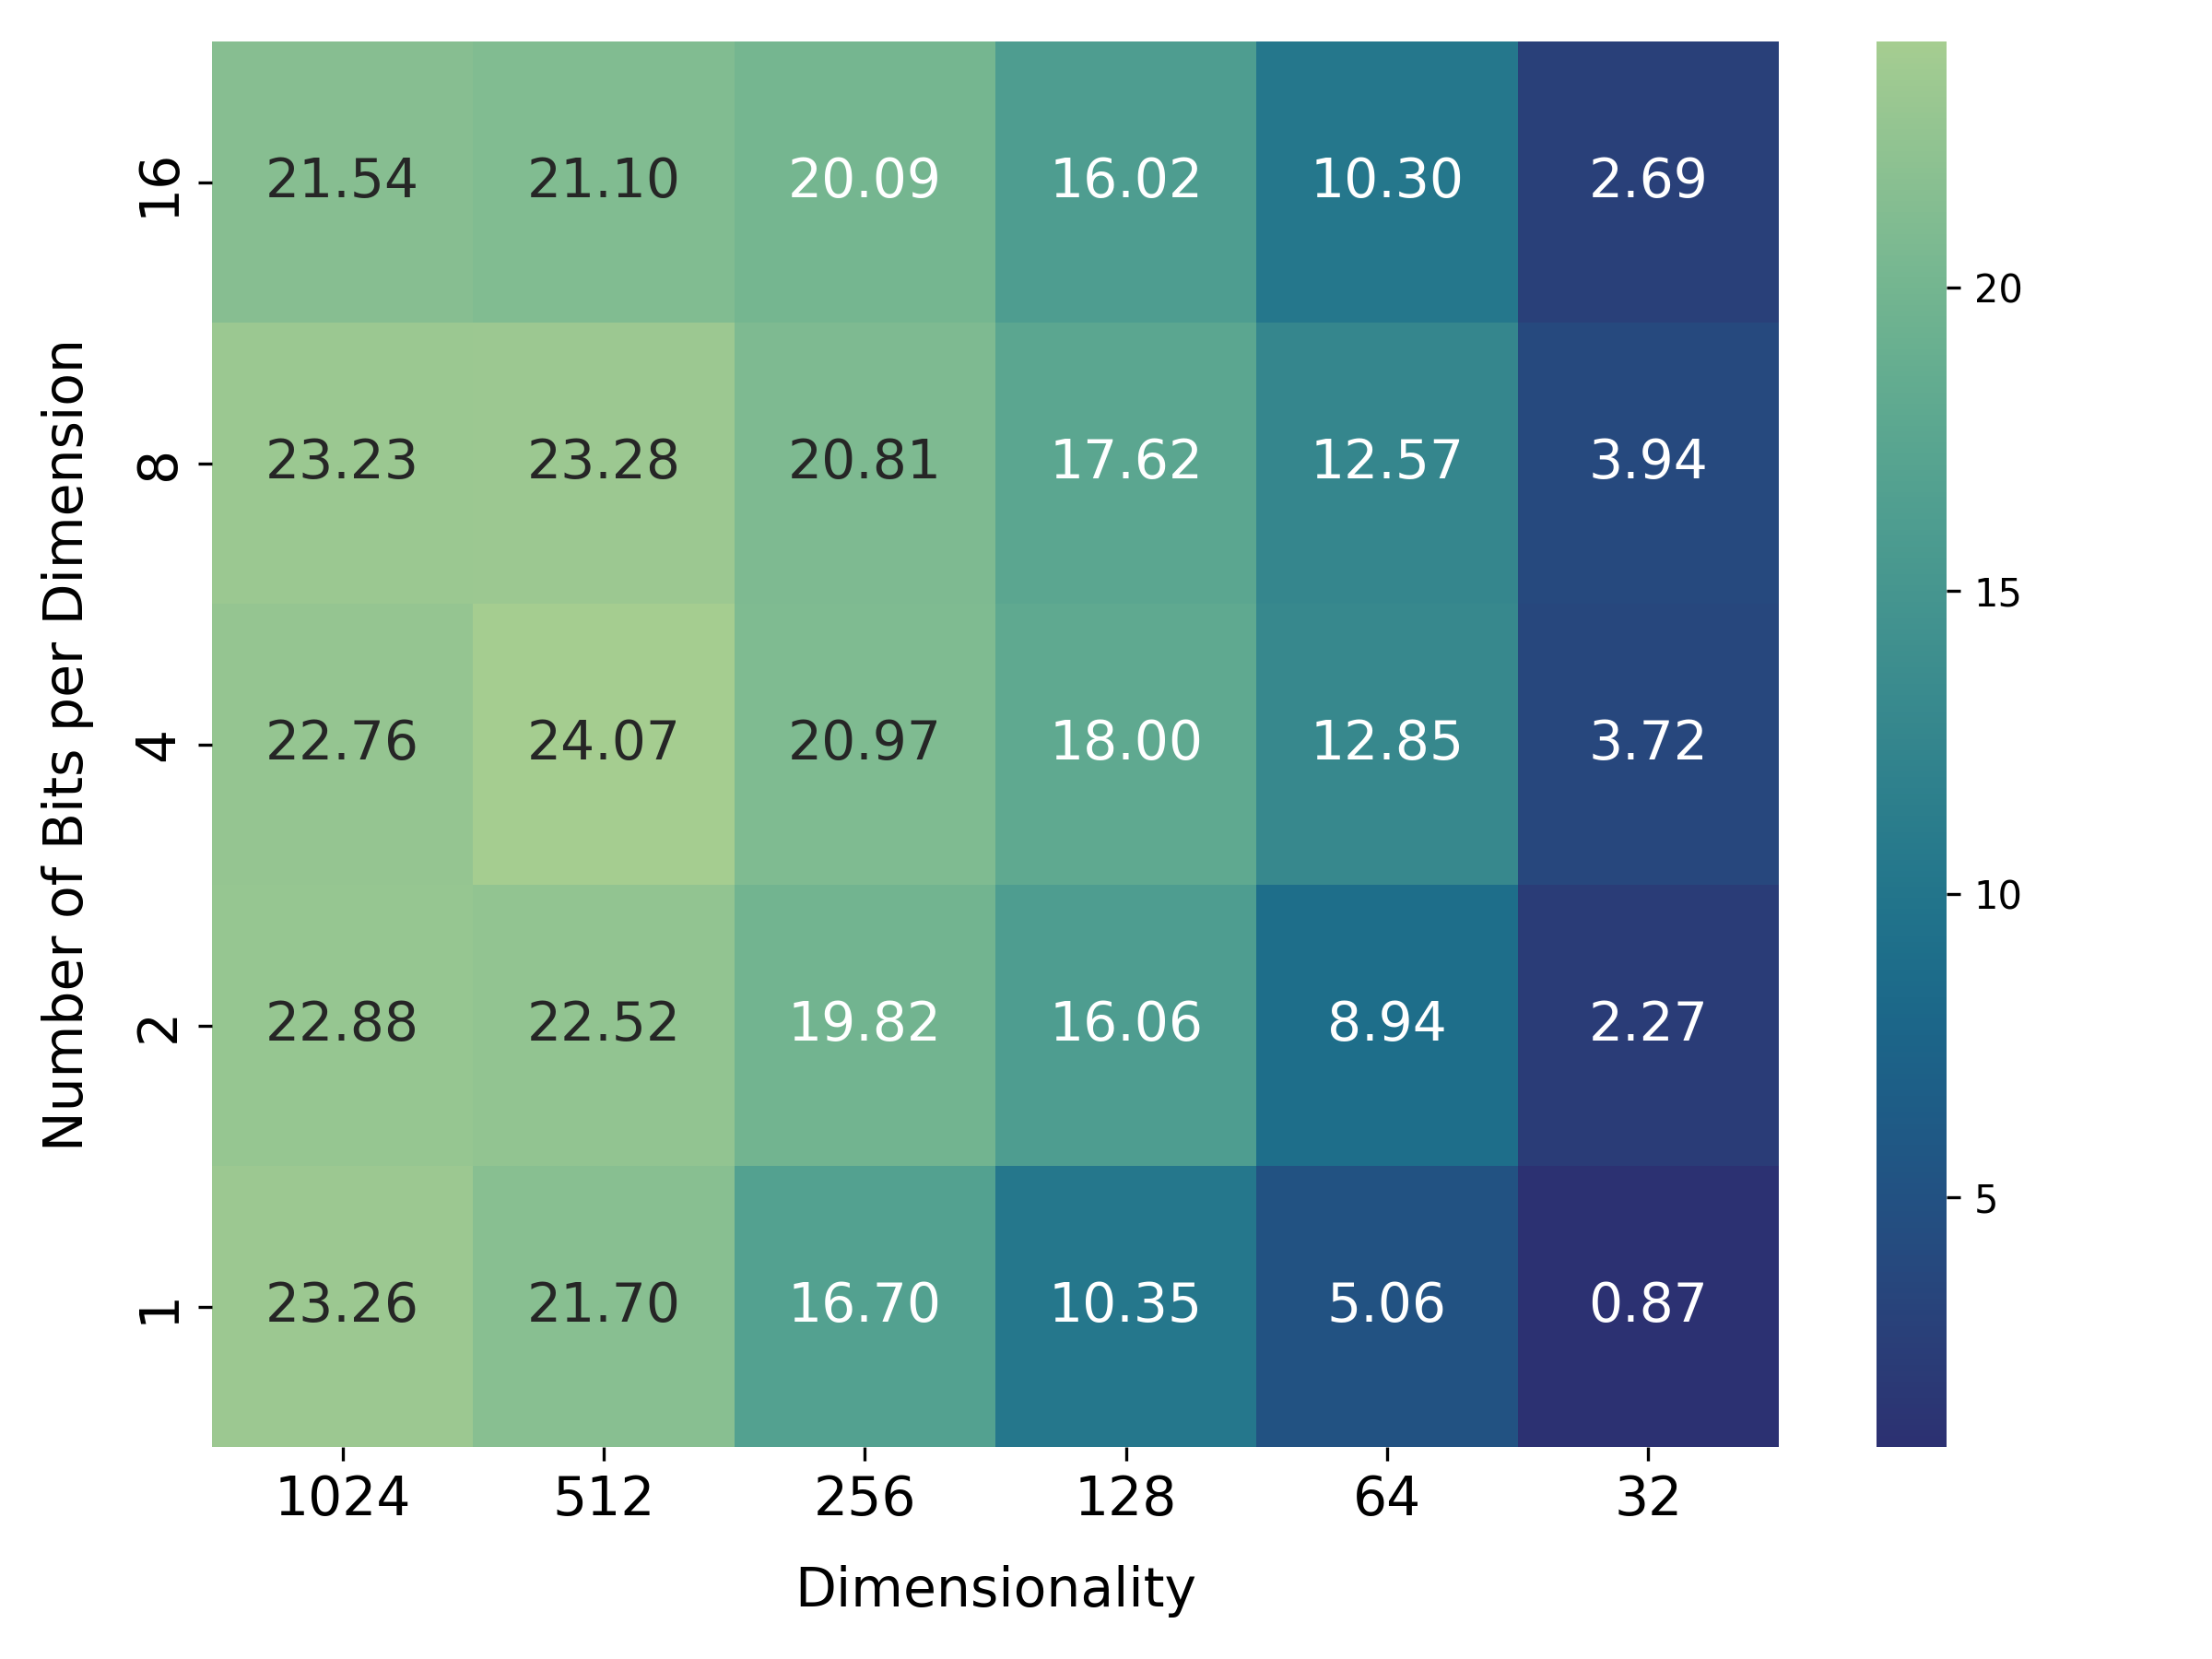 Number of Bits per Dimension
16 21.54 21.10 20.09 16.02 10.30 2.69
8 23.23 23.28 20.81 17.62 12.57 3.94
4 22.76 24.07 20.97 18.00 12.85 3.72
2 22.88 22.52 19.82 16.06 8.94 2.27
1 23.26 21.70 16.70 10.35 5.06 0.87
1024 512 256 128 64 32
Dimensionality
20
15
10
5